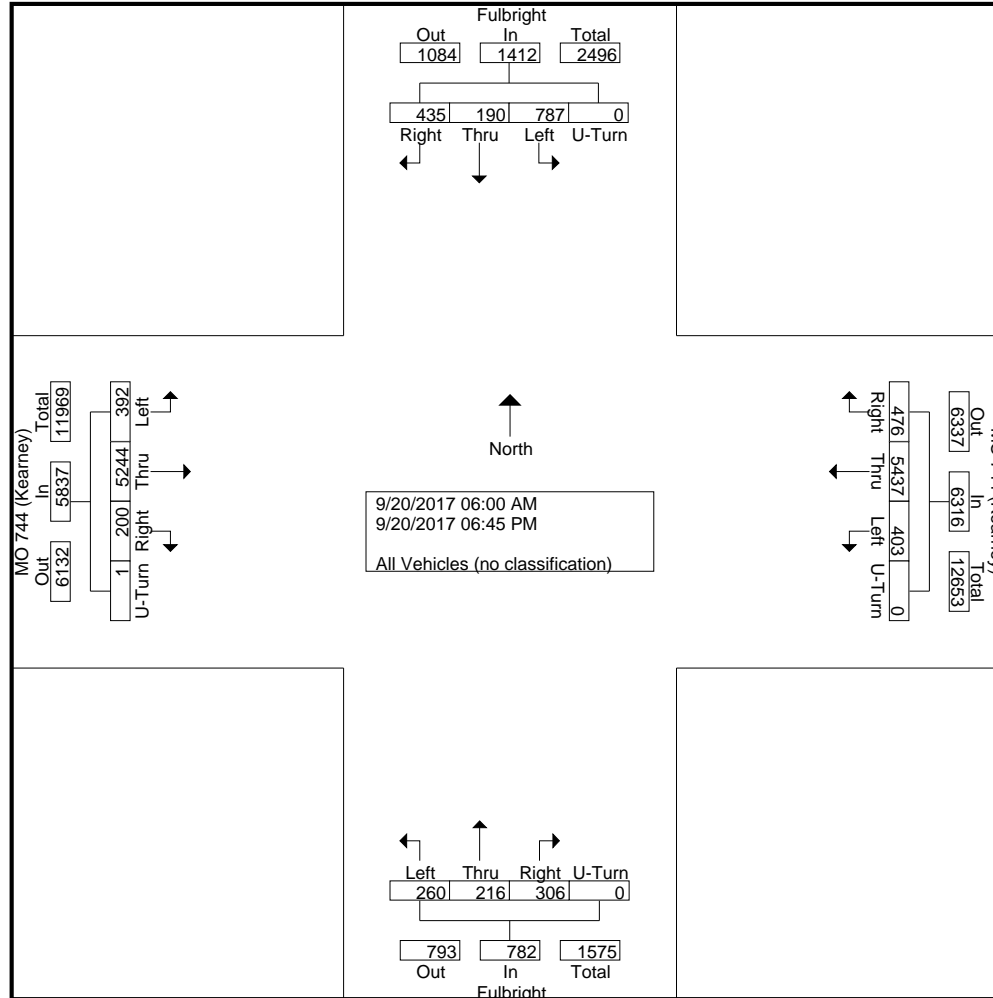 Fulbright
Out In Total
1084 1412 2496
435 190 787 0
Right Thru Left U-Turn
MO 744 (Kearney)
Out In Total
6132 5837 11969
392 5244 200 1
Left Thru Right U-Turn
North
9/20/2017 06:00 AM
9/20/2017 06:45 PM
All Vehicles (no classification)
Right Thru Left U-Turn
476 5437 403 0
Out In Total
6337 6316 12653
Left Thru Right U-Turn
260 216 306 0
793 782 1575
Out In Total
Fulbright